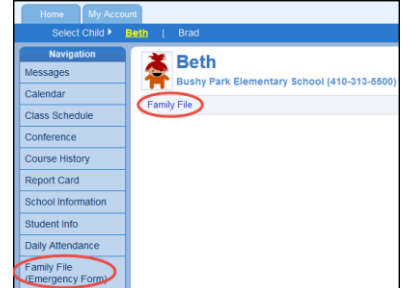 Home My Account
Select Child Beth | Brad
Navigation
Messages
Calendar
Class Schedule
Conference
Course History
Report Card
School Information
Student Info
Daily Attendance
Family File
(Emergency Form)
Beth
Bushy Park Elementary School (410-313-5500)
Family File